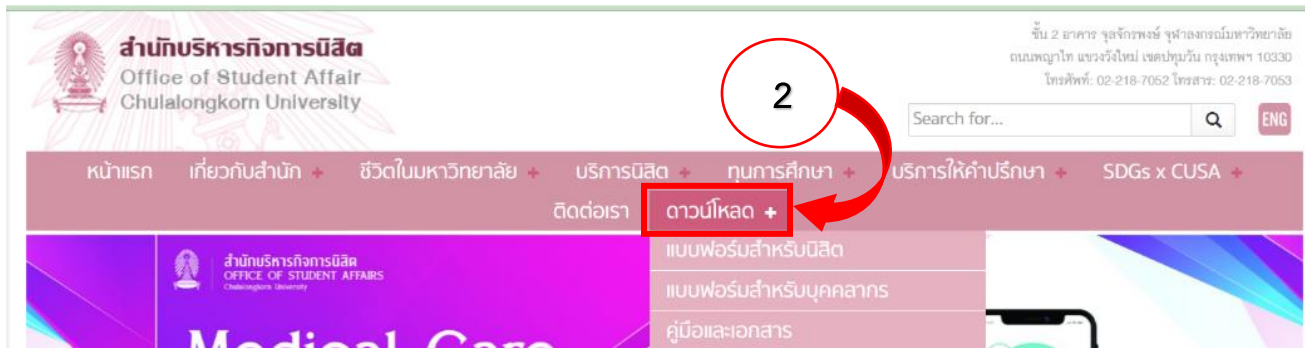 สำนักบริหารกิจการนิสิต
Office of Student Affair
Chulalongkorn University
ชั้น 2 อาคาร จุลจักรพงษ์ จุฬาลงกรณ์มหาวิทยาลัย
ถนนพญาไท แขวงวังใหม่ เขตปทุมวัน กรุงเทพฯ 10330
โทรศัพท์: 02-218-7052 โทรสาร: 02-218-7053
2
Search for...
ENG
หน้าแรก เกี่ยวกับสำนัก + ชีวิตในมหาวิทยาลัย + บริการนิสิต + ทุนการศึกษา + บริการให้คำปรึกษา + SDGs x CUSA +
ติดต่อเรา ดาวน์โหลด +
แบบฟอร์มสำหรับนิสิต
แบบฟอร์มสำหรับบุคคลากร
คู่มือและเอกสาร
สำนักบริหารกิจการนิสิต
OFFICE OF STUDENT AFFAIRS
Chulalongkorn University
Medical Care